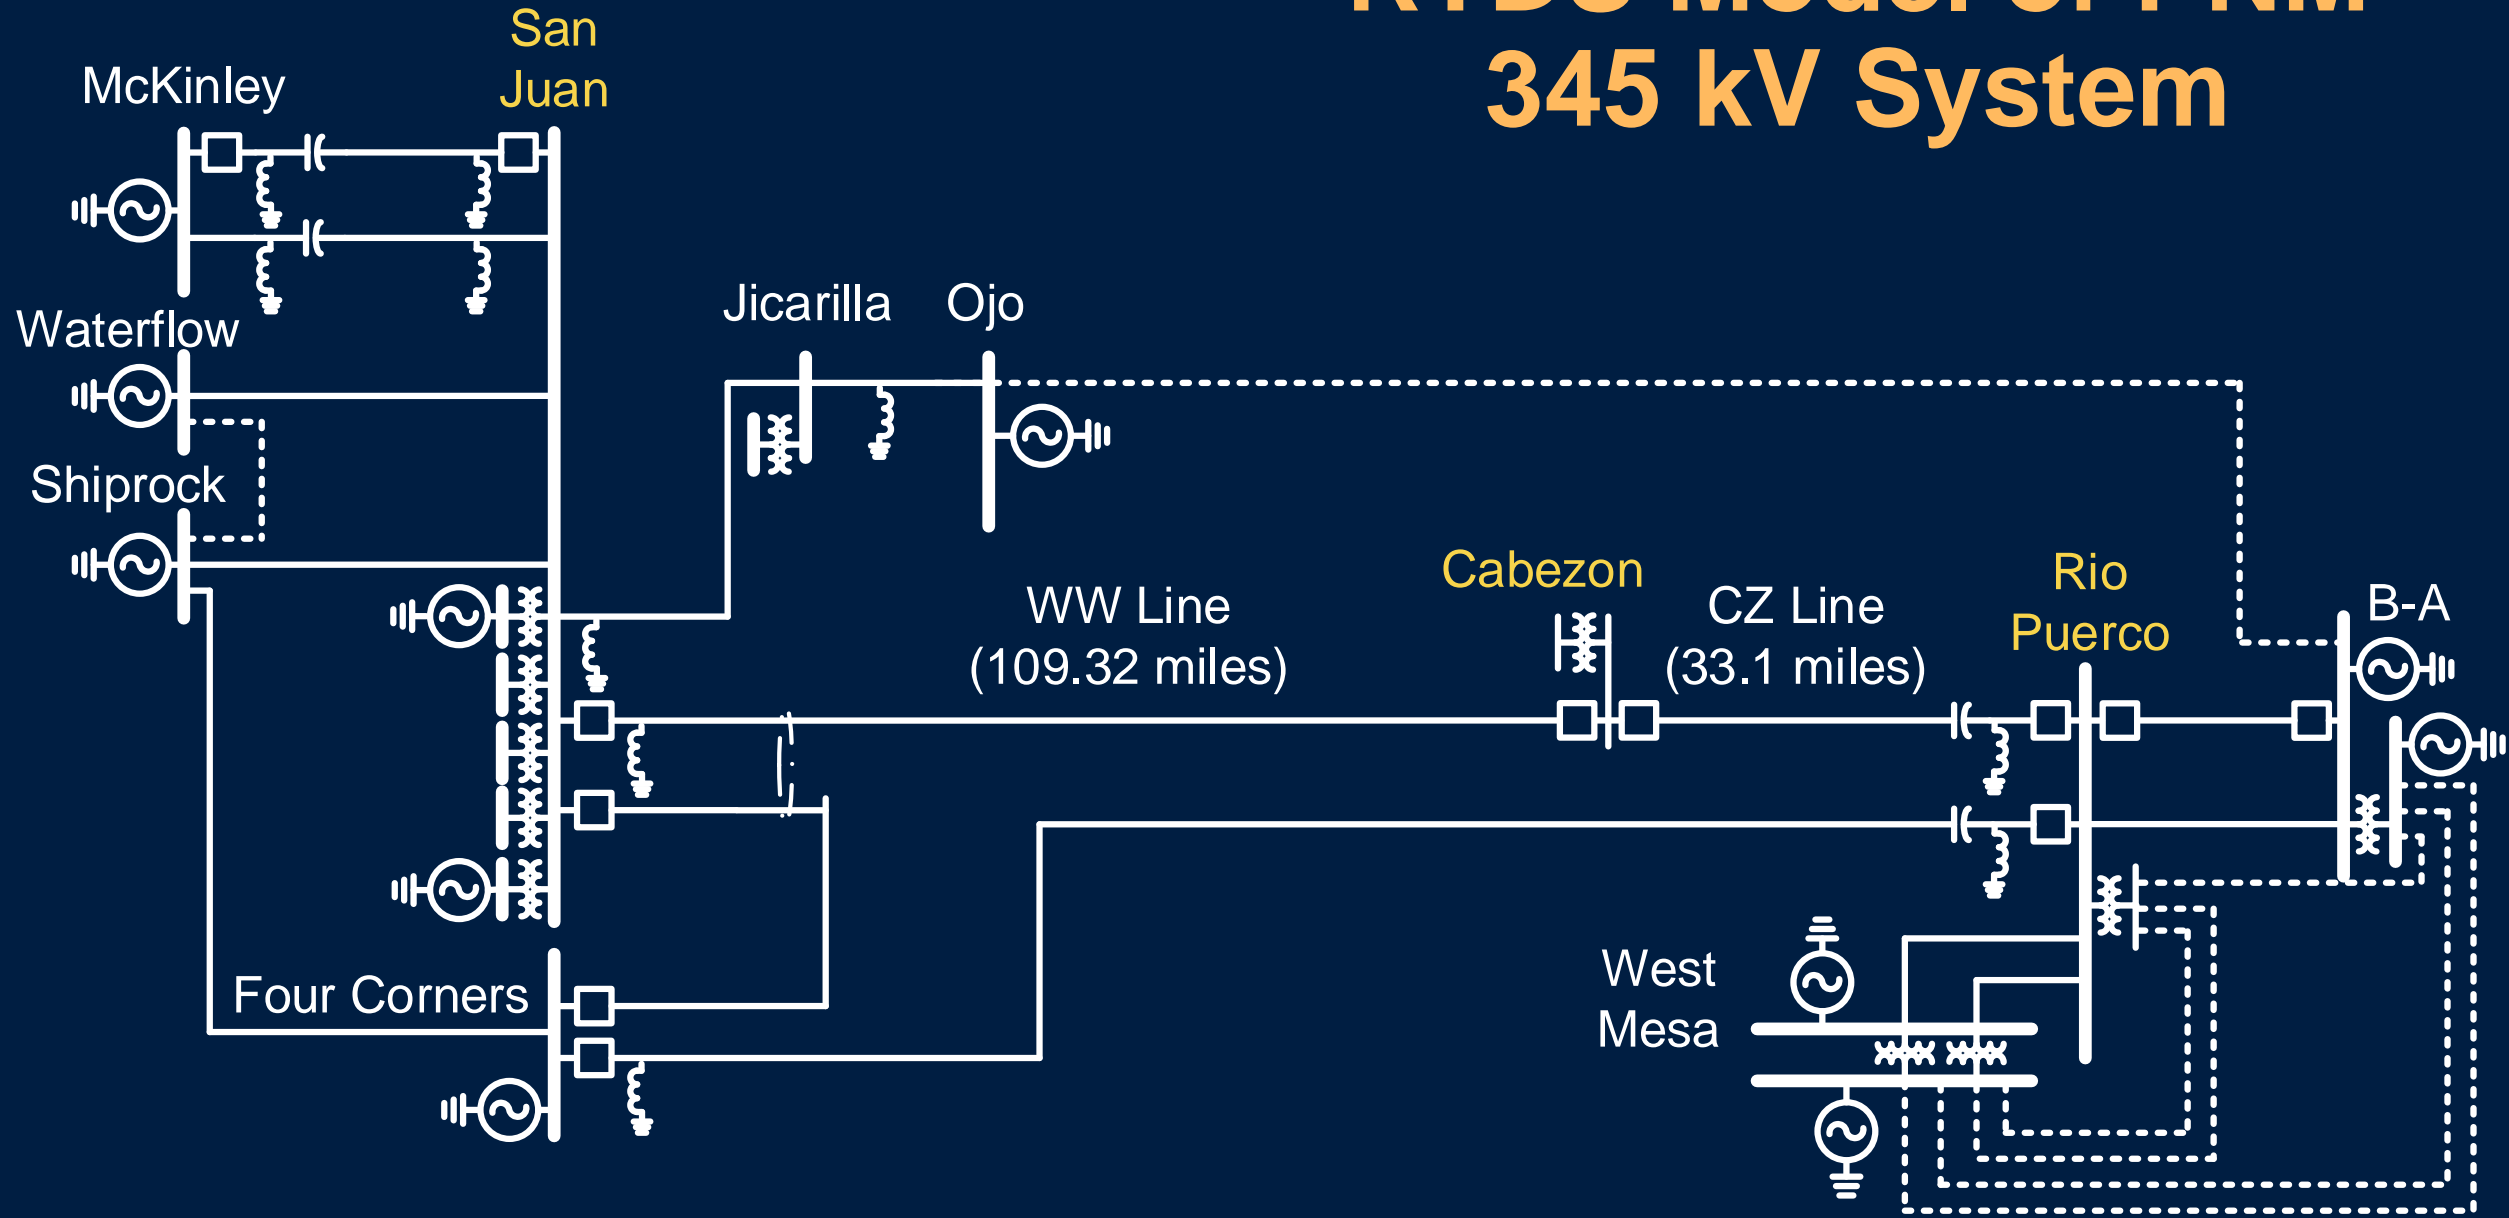 345 kV System
San
Juan
McKinley
Waterflow
Shiprock
Jicarilla
Ojo
Cabezon
WW Line
(109.32 miles)
CZ Line
(33.1 miles)
Rio
Puerco
B-A
Four Corners
West
Mesa